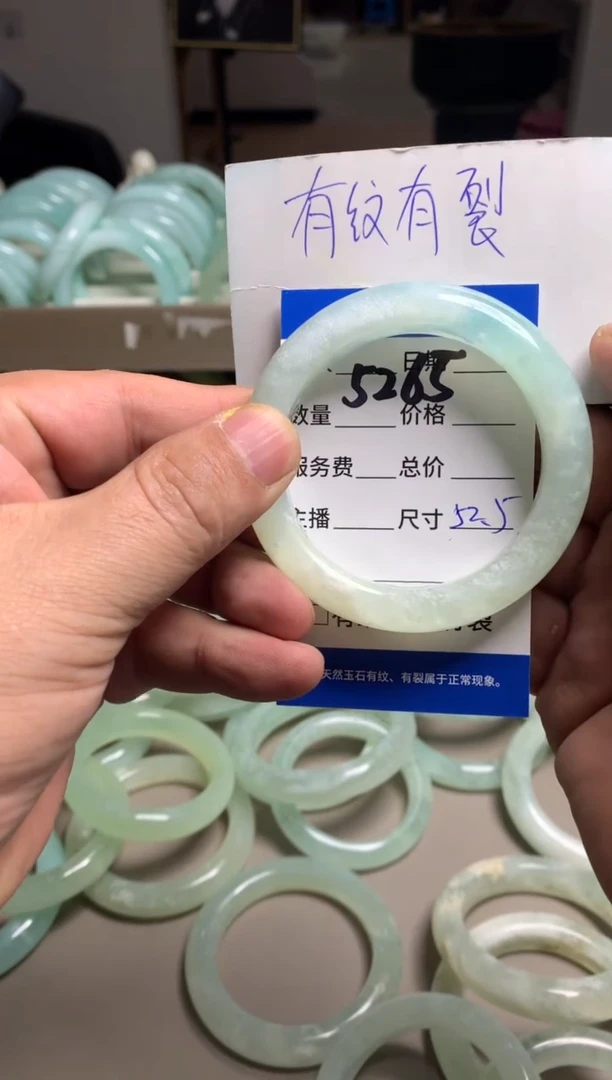 有纹有裂
日期
5265
数量 价格
服务费 总价
主播 尺寸 52.5
天然玉石有纹、有裂属于正常现象。